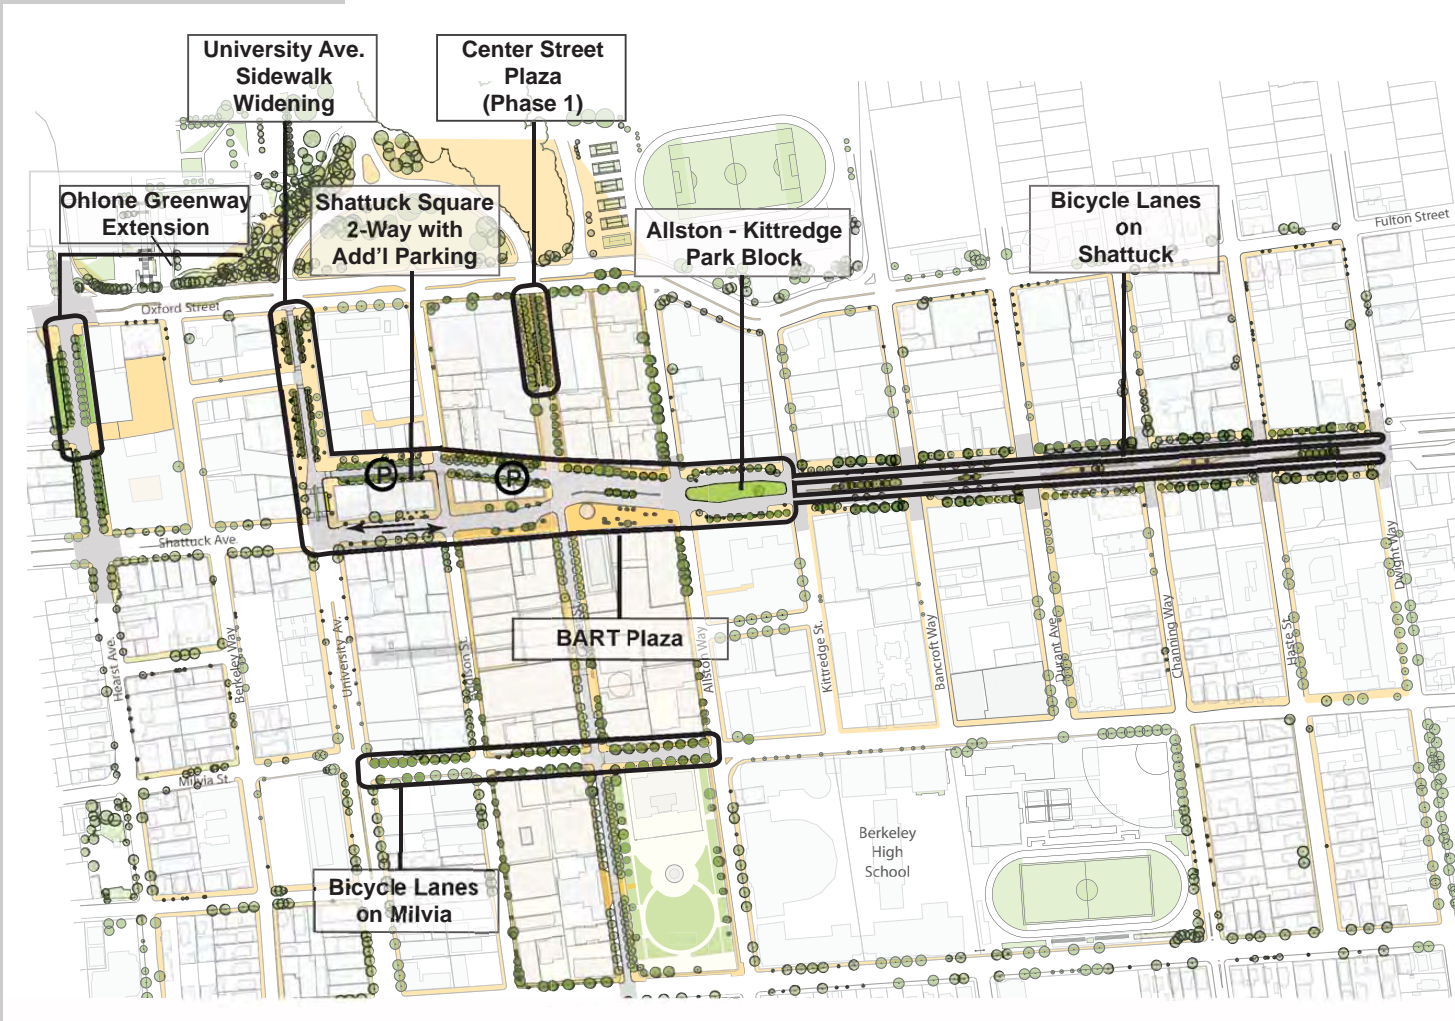 University Ave.
Sidewalk
Widening
Center Street
Plaza
(Phase 1)
Ohlone Greenway
Extension
Shattuck Square
2-Way with
Add'l Parking
Allston - Kittredge
Park Block
Bicycle Lanes
on
Shattuck
Fulton Street
Oxford Street
P
P
Shattuck Ave.
BART Plaza
Hearst Ave.
Berkeley Way
University Av.
Allston Way
Kittredge St.
Bancroft Way
Durant Ave.
Channing Way
Haste St.
Dwight Way
Milvia St.
Bicycle Lanes
on Milvia
Berkeley
High
School